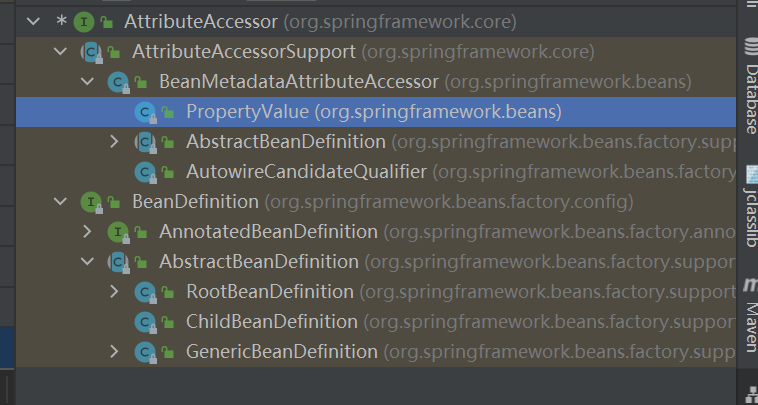 * I AttributeAccessor (org.springframework.core)
C AttributeAccessorSupport (org.springframework.core)
C BeanMetadataAttributeAccessor (org.springframework.beans)
C PropertyValue (org.springframework.beans)
C AbstractBeanDefinition (org.springframework.beans.factory.supp
C AutowireCandidateQualifier (org.springframework.beans.factory.
I BeanDefinition (org.springframework.beans.factory.config)
I AnnotatedBeanDefinition (org.springframework.beans.factory.anno
C AbstractBeanDefinition (org.springframework.beans.factory.support
C RootBeanDefinition (org.springframework.beans.factory.support
C ChildBeanDefinition (org.springframework.beans.factory.suppor
C GenericBeanDefinition (org.springframework.beans.factory.supp
Database
jclasslib
m
Maven